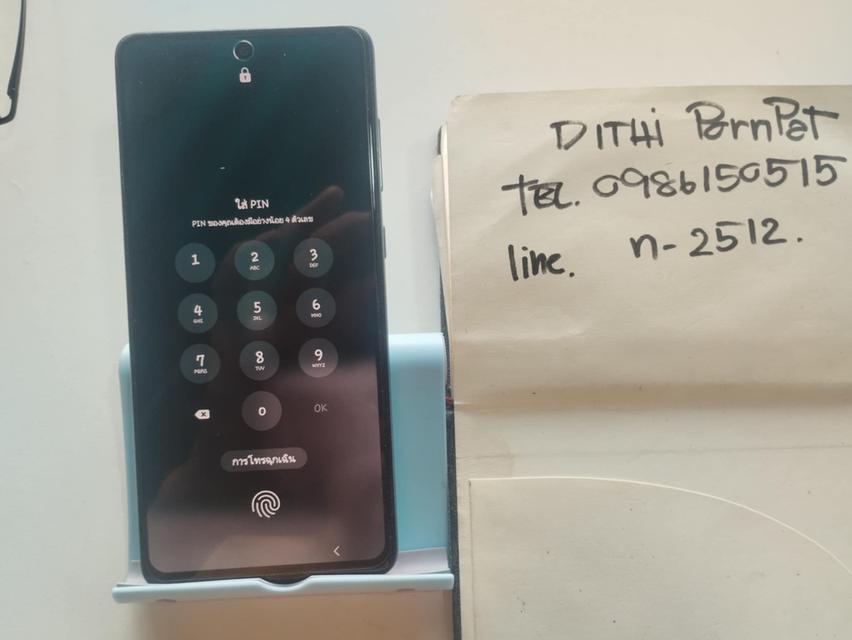 ใส่ PIN
PIN ของคุณต้องมีอย่างน้อย 4 ตัวเลข
1
2 ABC
3 DEF
4 GHI
5 JKL
6 MNO
7 PQRS
8 TUV
9 WXYZ
0
OK
การโทรฉุกเฉิน
DITHi PornPat
TEL. 0986150515
line. n-2512.